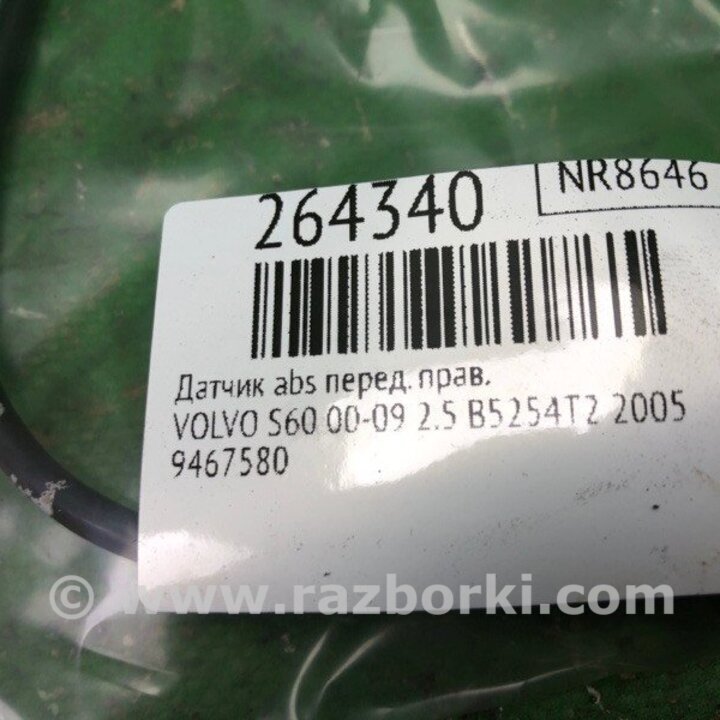 264340
NR8646
Датчик abs перед. прав.
VOLVO S60 00-09 2.5 B5254T2 2005
9467580
© www.razborki.com